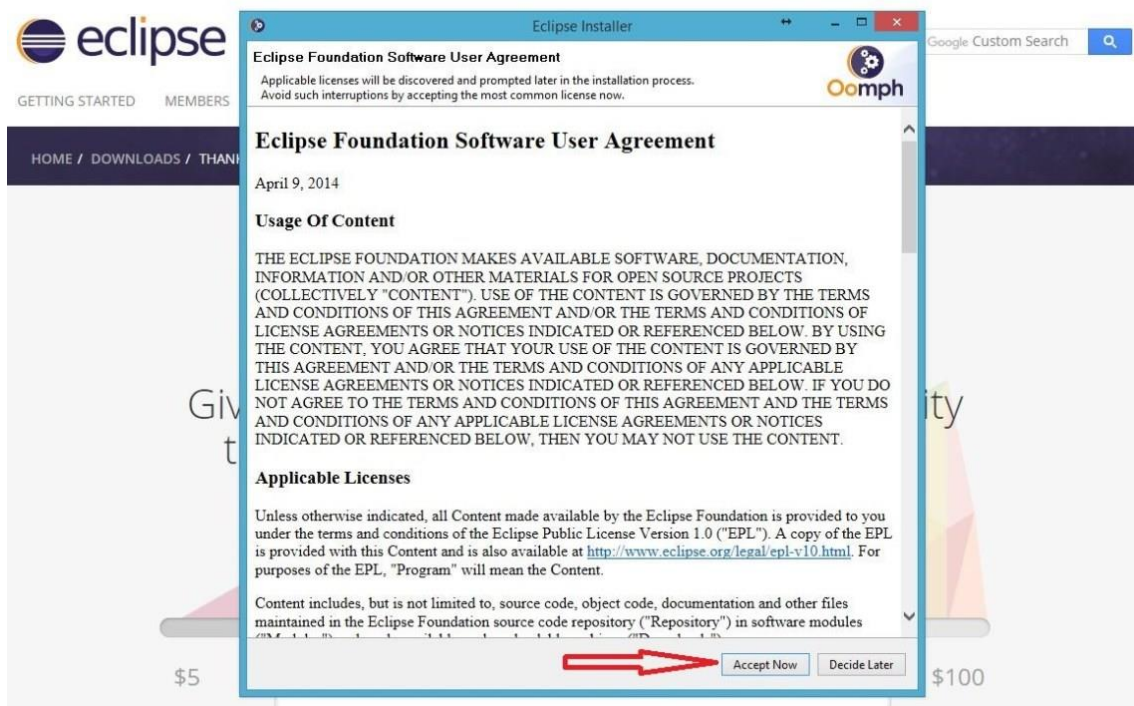 eclipse
Eclipse Installer
Google Custom Search
Eclipse Foundation Software User Agreement
Applicable licenses will be discovered and prompted later in the installation process.
Avoid such interruptions by accepting the most common license now.
Oomph
GETTING STARTED MEMBERS
HOME / DOWNLOADS / THAN
Eclipse Foundation Software User Agreement
April 9, 2014
Usage Of Content
THE ECLIPSE FOUNDATION MAKES AVAILABLE SOFTWARE, DOCUMENTATION,
INFORMATION AND/OR OTHER MATERIALS FOR OPEN SOURCE PROJECTS
(COLLECTIVELY "CONTENT"). USE OF THE CONTENT IS GOVERNED BY THE TERMS
AND CONDITIONS OF THIS AGREEMENT AND/OR THE TERMS AND CONDITIONS OF
LICENSE AGREEMENTS OR NOTICES INDICATED OR REFERENCED BELOW. BY USING
THE CONTENT, YOU AGREE THAT YOUR USE OF THE CONTENT IS GOVERNED BY
THIS AGREEMENT AND/OR THE TERMS AND CONDITIONS OF ANY APPLICABLE
LICENSE AGREEMENTS OR NOTICES INDICATED OR REFERENCED BELOW. IF YOU DO
NOT AGREE TO THE TERMS AND CONDITIONS OF THIS AGREEMENT AND THE TERMS
AND CONDITIONS OF ANY APPLICABLE LICENSE AGREEMENTS OR NOTICES
INDICATED OR REFERENCED BELOW, THEN YOU MAY NOT USE THE CONTENT.
Giv
ity
t
Applicable Licenses
Unless otherwise indicated, all Content made available by the Eclipse Foundation is provided to you
under the terms and conditions of the Eclipse Public License Version 1.0 ("EPL"). A copy of the EPL
is provided with this Content and is also available at http://www.eclipse.org/legal/epl-v10.html. For
purposes of the EPL, "Program" will mean the Content.
Content includes, but is not limited to, source code, object code, documentation and other files
maintained in the Eclipse Foundation source code repository ("Repository") in software modules
Accept Now Decide Later
$5
$100